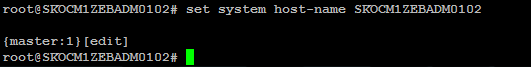 root@SKOCM1ZEBADM0102# set system host-name SKOCM1ZEBADM0102
{master:1}[edit]
root@SKOCM1ZEBADM0102#